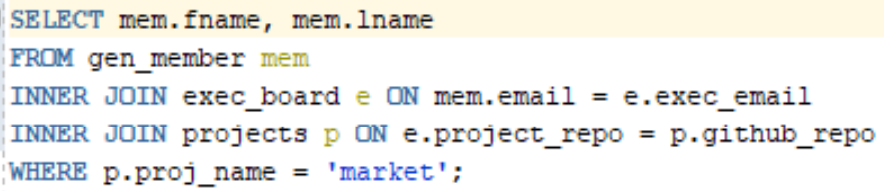 SELECT mem.fname, mem.lname
FROM gen_member mem
INNER JOIN exec_board e ON mem.email = e.exec_email
INNER JOIN projects p ON e.project_repo = p.github_repo
WHERE p.proj_name = 'market';